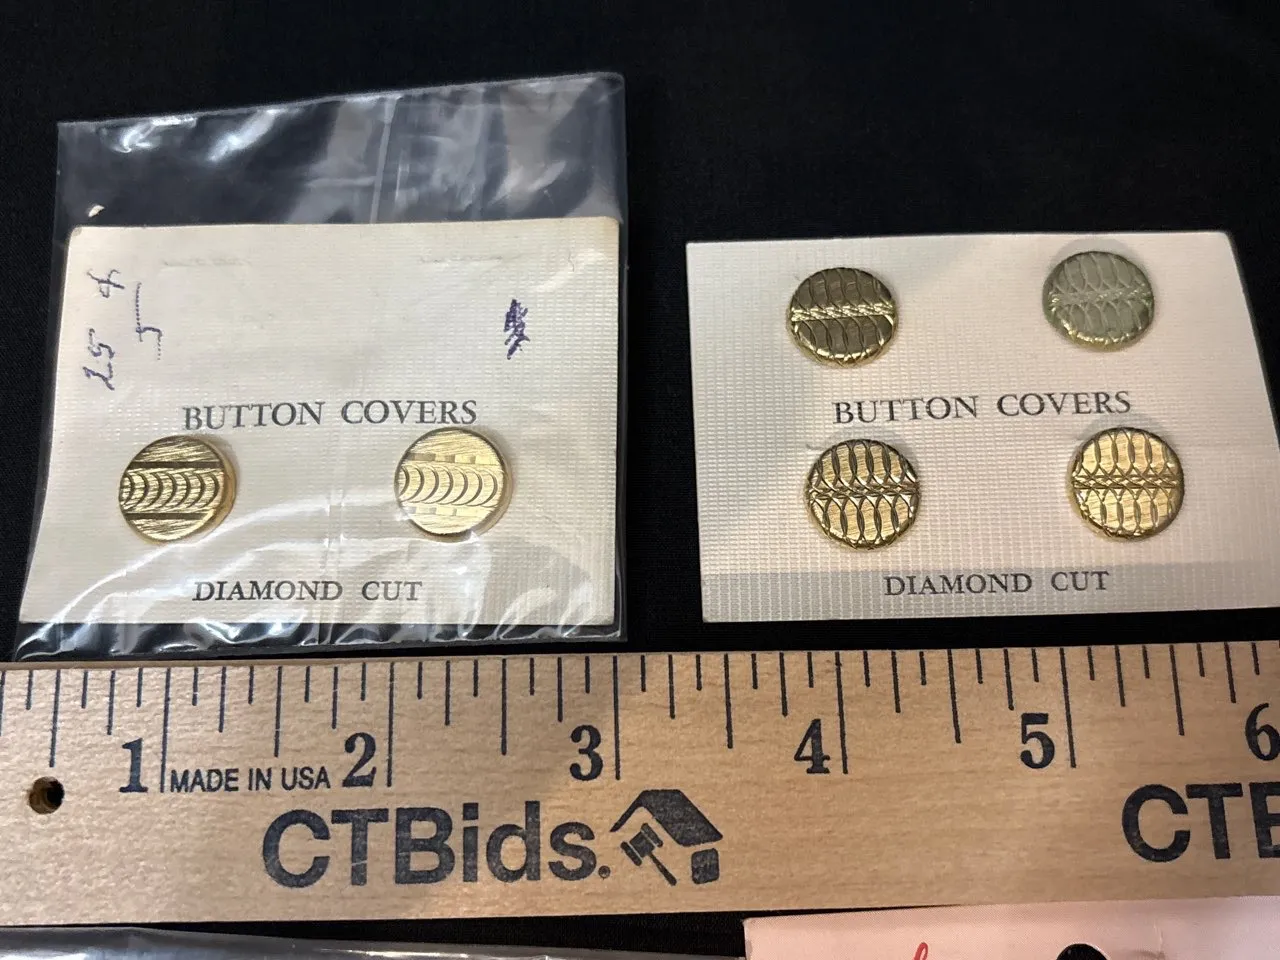 25 ¢
BUTTON COVERS
DIAMOND CUT
BUTTON COVERS
DIAMOND CUT
1 2 3 4 5 6
MADE IN USA
CTBids.